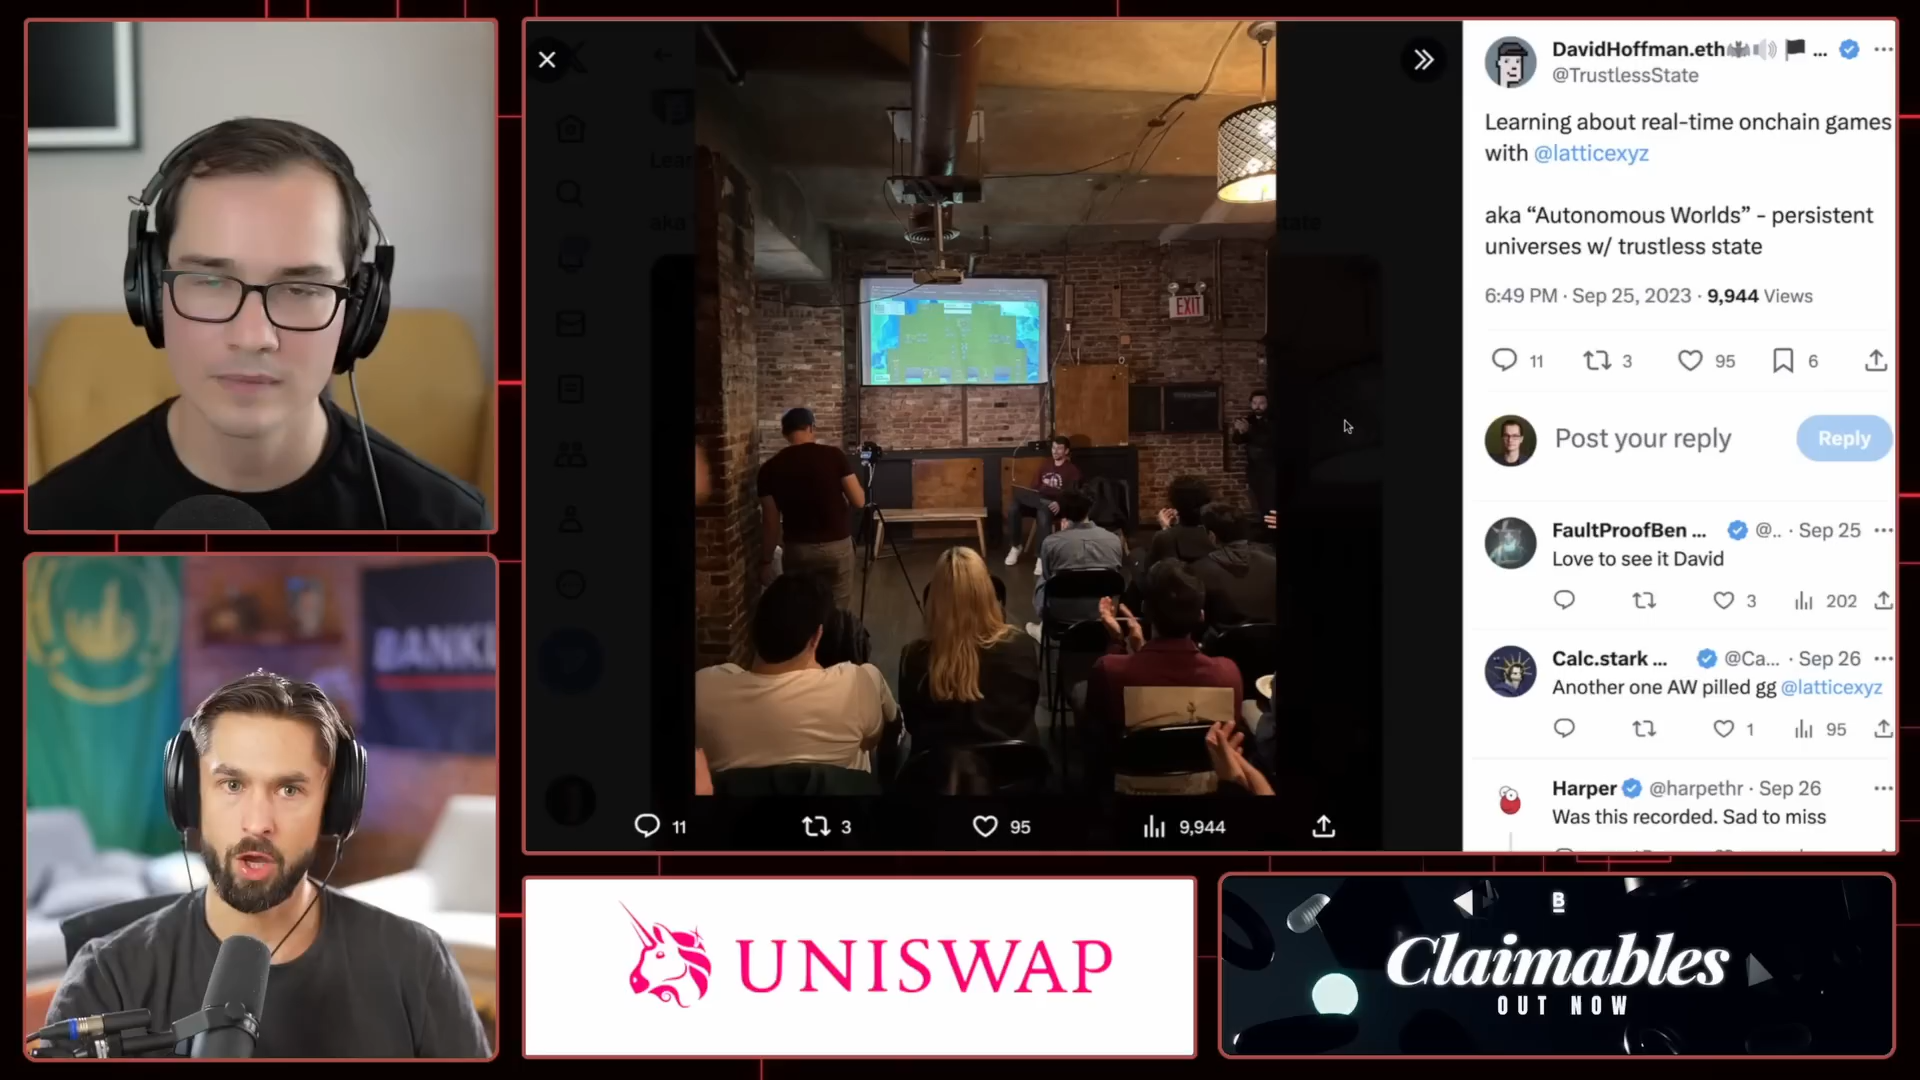 BANKL
EXIT
11
3
95
9,944
DavidHoffman.eth ...
@TrustlessState
Learning about real-time onchain games
with @latticexyz
aka “Autonomous Worlds” - persistent
universes w/ trustless state
6:49 PM · Sep 25, 2023 · 9,944 Views
11
3
95
6
Post your reply
Reply
FaultProofBen ... @.. · Sep 25
Love to see it David
3
202
Calc.stark ... @Ca... · Sep 26
Another one AW pilled gg @latticexyz
1
95
Harper @harpethr · Sep 26
Was this recorded. Sad to miss
UNISWAP
B
Claimables
OUT NOW